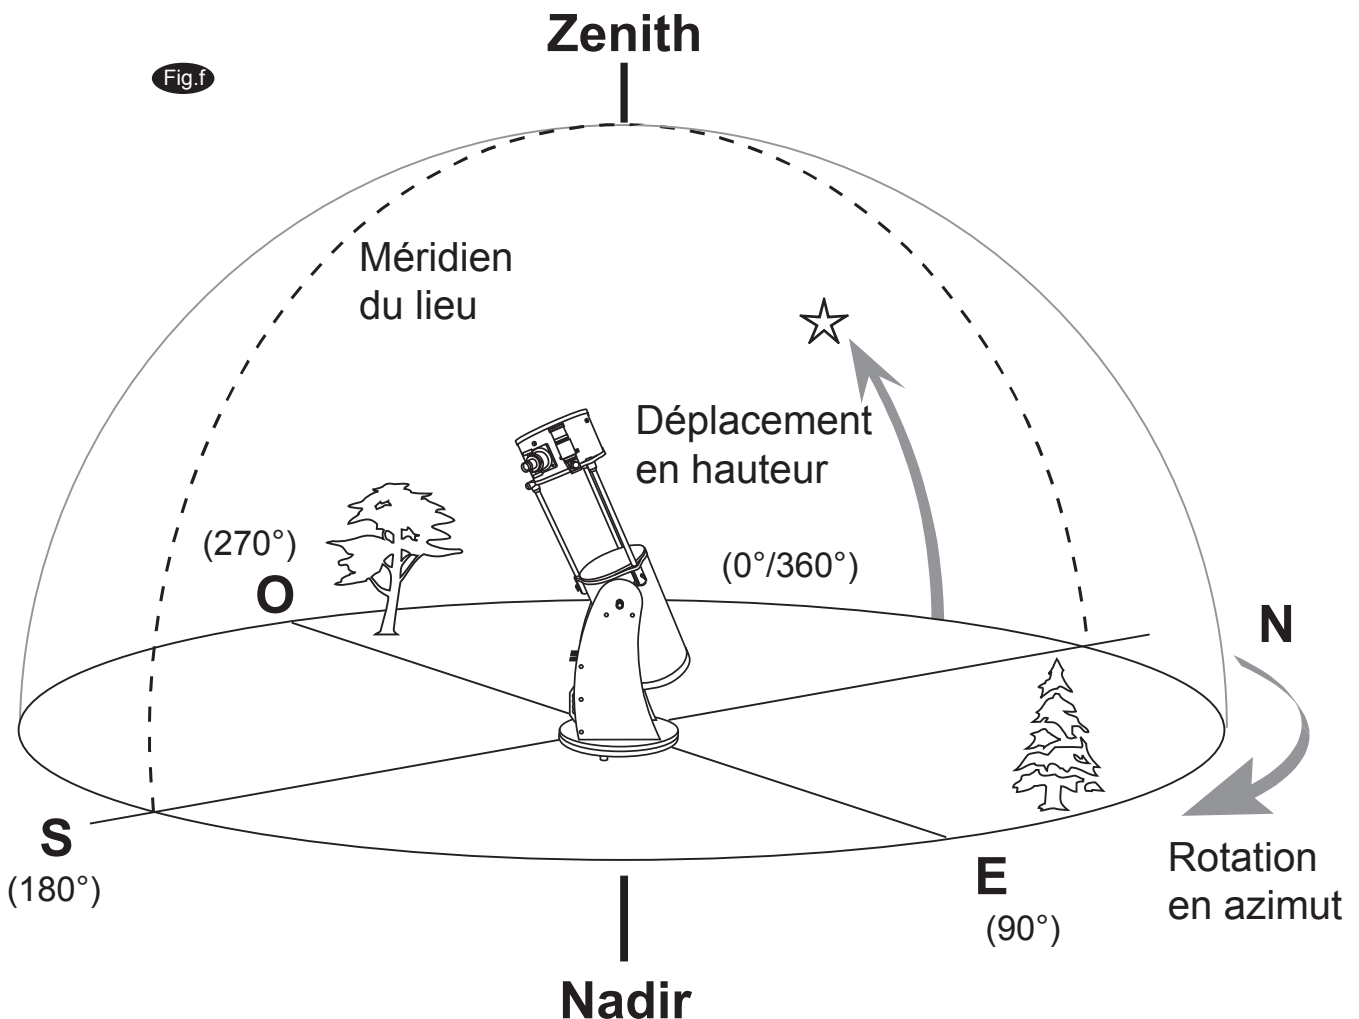 Zenith
Fig.f
Méridien
du lieu
Déplacement
en hauteur
(270°)
O
(0°/360°)
N
S
(180°)
E
(90°)
Rotation
en azimut
Nadir